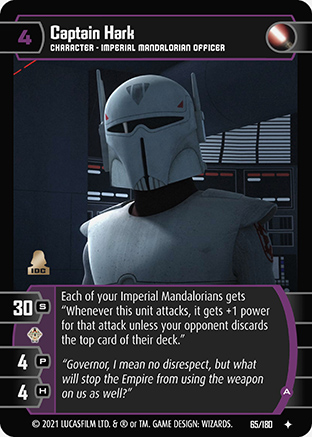 4 Captain Hark
CHARACTER - IMPERIAL MANDALORIAN OFFICER
IDC
30 S
Each of your Imperial Mandalorians gets
"Whenever this unit attacks, it gets +1 power
for that attack unless your opponent discards
the top card of their deck."
4 P
4 H
"Governor, I mean no disrespect, but what
will stop the Empire from using the weapon
on us as well?"
A
© 2021 LUCASFILM LTD. & ® OR TM. GAME DESIGN: WIZARDS. 65/180